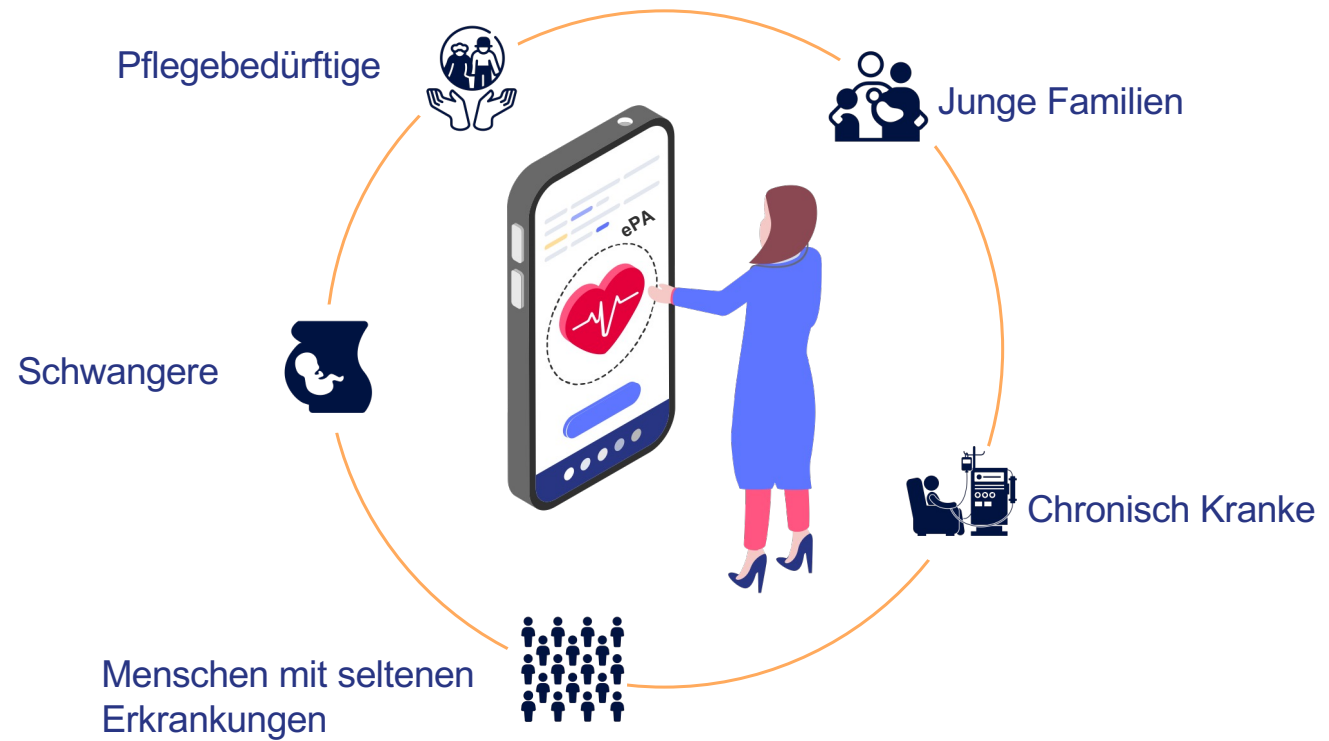 Pflegebedürftige
Junge Familien
ePA
Schwangere
Chronisch Kranke
Menschen mit seltenen
Erkrankungen